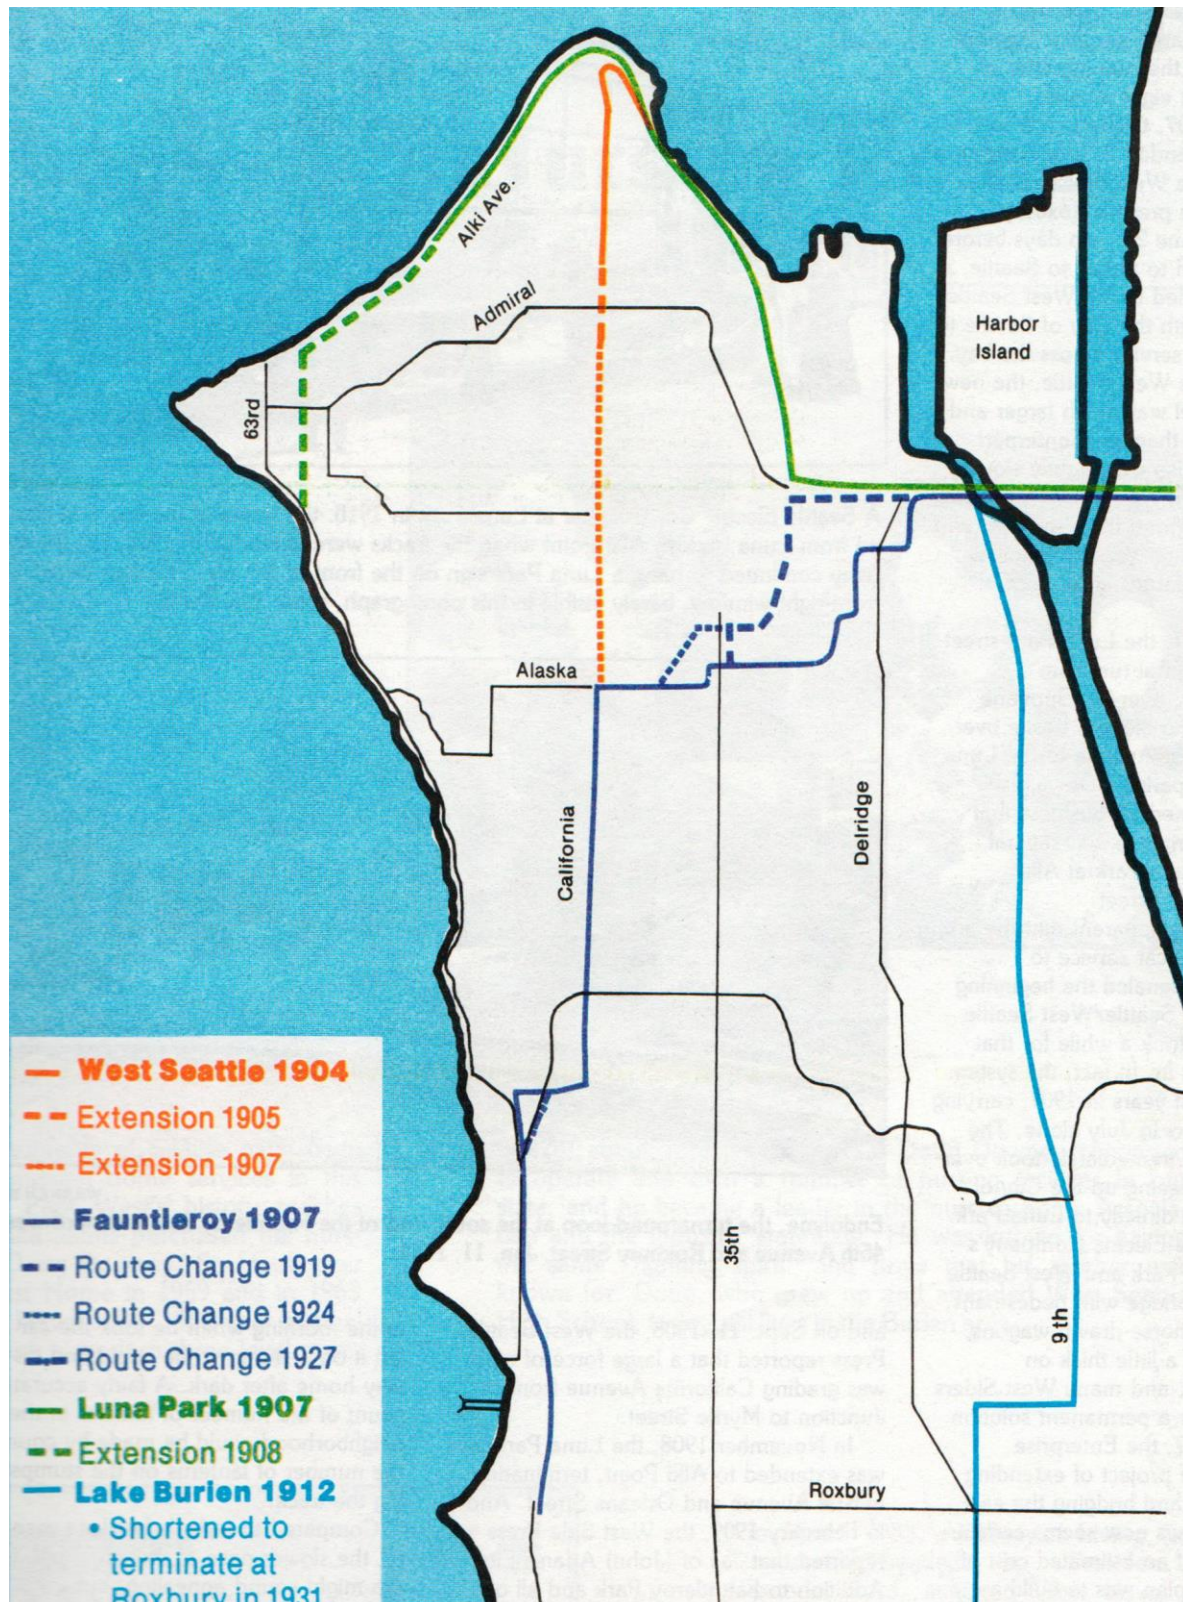 Alki Ave.
Admiral
63rd
Harbor
Island
Alaska
California
Delridge
35th
9th
Roxbury
West Seattle 1904
Extension 1905
Extension 1907
Fauntleroy 1907
Route Change 1919
Route Change 1924
Route Change 1927
Luna Park 1907
Extension 1908
Lake Burien 1912
• Shortened to
terminate at
Roxbury in 1931